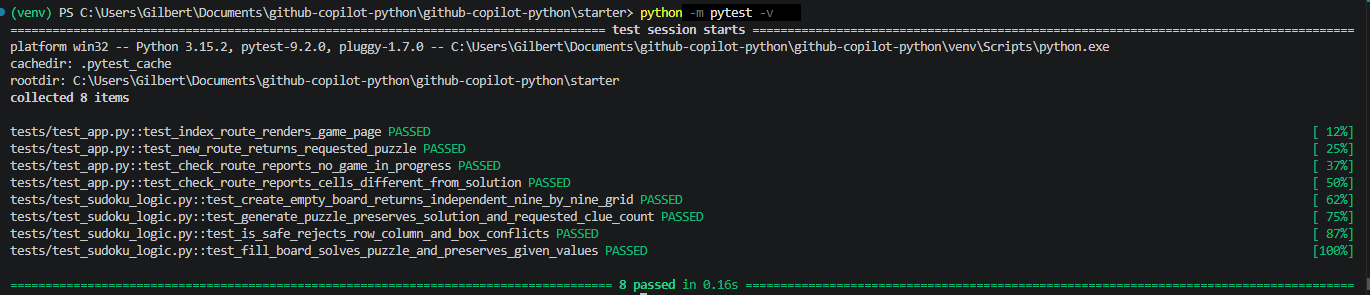 (venv) PS C:\Users\Gilbert\Documents\github-copilot-python\github-copilot-python\starter> python -m pytest -v
============================= test session starts =============================
platform win32 -- Python 3.15.2, pytest-9.2.0, pluggy-1.7.0 -- C:\Users\Gilbert\Documents\github-copilot-python\github-copilot-python\venv\Scripts\python.exe
cachedir: .pytest_cache
rootdir: C:\Users\Gilbert\Documents\github-copilot-python\github-copilot-python\starter
collected 8 items
tests/test_app.py::test_index_route_renders_game_page PASSED [ 12%]
tests/test_app.py::test_new_route_returns_requested_puzzle PASSED [ 25%]
tests/test_app.py::test_check_route_reports_no_game_in_progress PASSED [ 37%]
tests/test_app.py::test_check_route_reports_cells_different_from_solution PASSED [ 50%]
tests/test_sudoku_logic.py::test_create_empty_board_returns_independent_nine_by_nine_grid PASSED [ 62%]
tests/test_sudoku_logic.py::test_generate_puzzle_preserves_solution_and_requested_clue_count PASSED [ 75%]
tests/test_sudoku_logic.py::test_is_safe_rejects_row_column_and_box_conflicts PASSED [ 87%]
tests/test_sudoku_logic.py::test_fill_board_solves_puzzle_and_preserves_given_values PASSED [100%]
============================== 8 passed in 0.16s ==============================